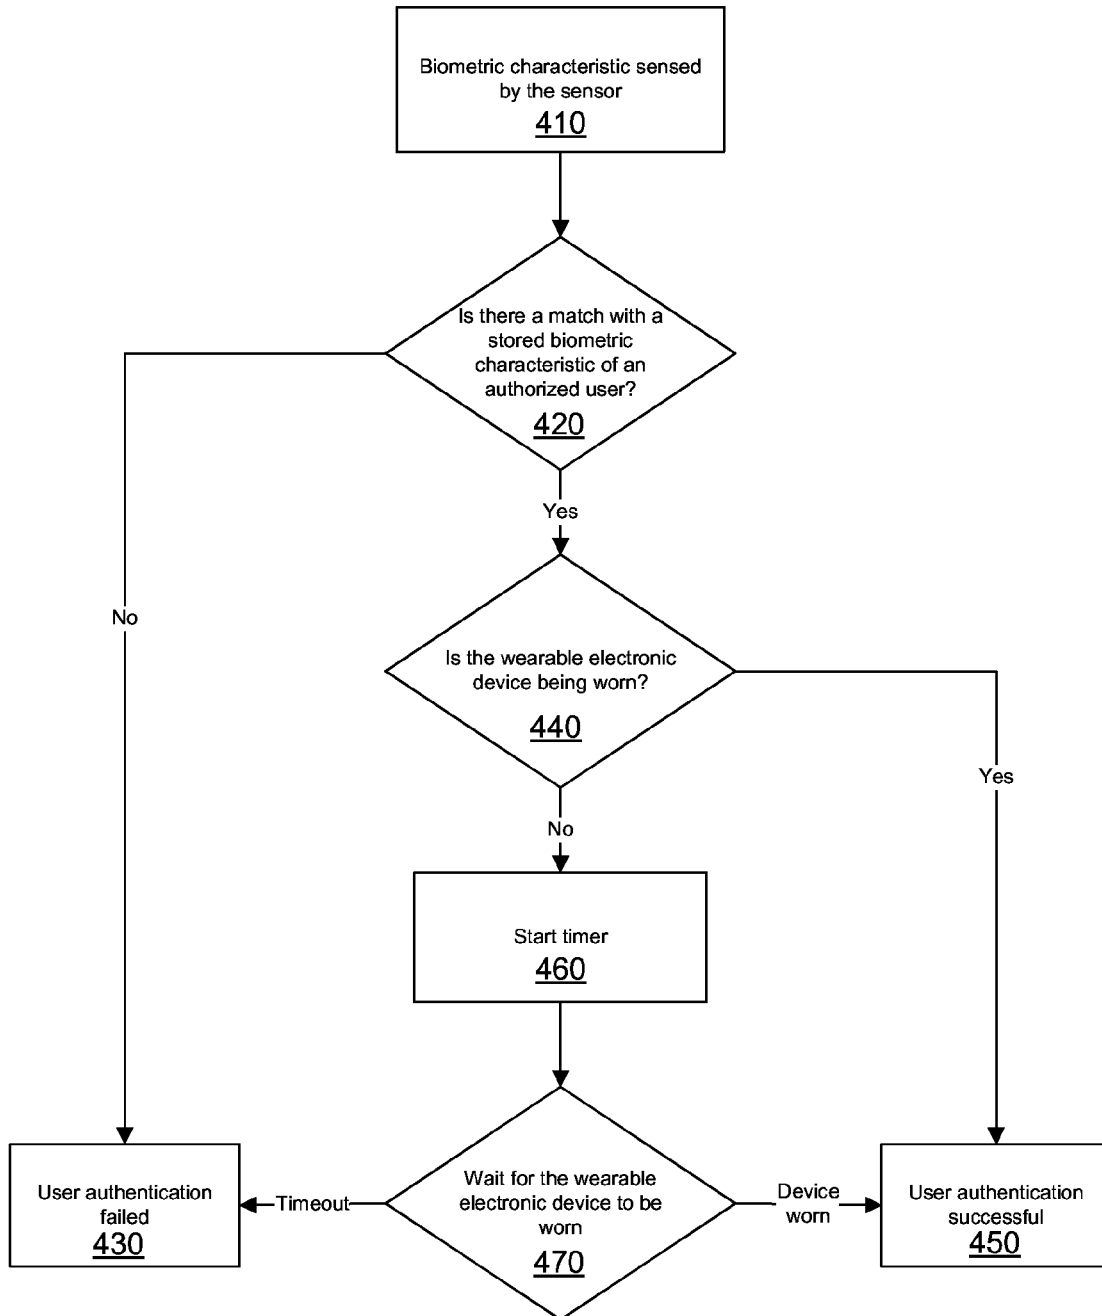 Biometric characteristic sensed
by the sensor
410
Is there a match with a
stored biometric
characteristic of an
authorized user?
420
Yes
No
Is the wearable electronic
device being worn?
440
Yes
No
Start timer
460
User authentication
failed
430
Timeout
Wait for the wearable
electronic device to be
worn
470
Device
worn
User authentication
successful
450